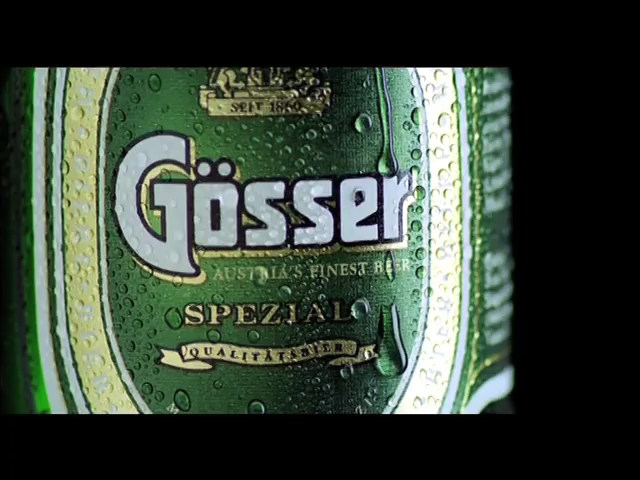 SEIT 1860
Gösser
AUSTRIA'S FINEST BEER
SPEZIAL
QUALITÄTSBIER